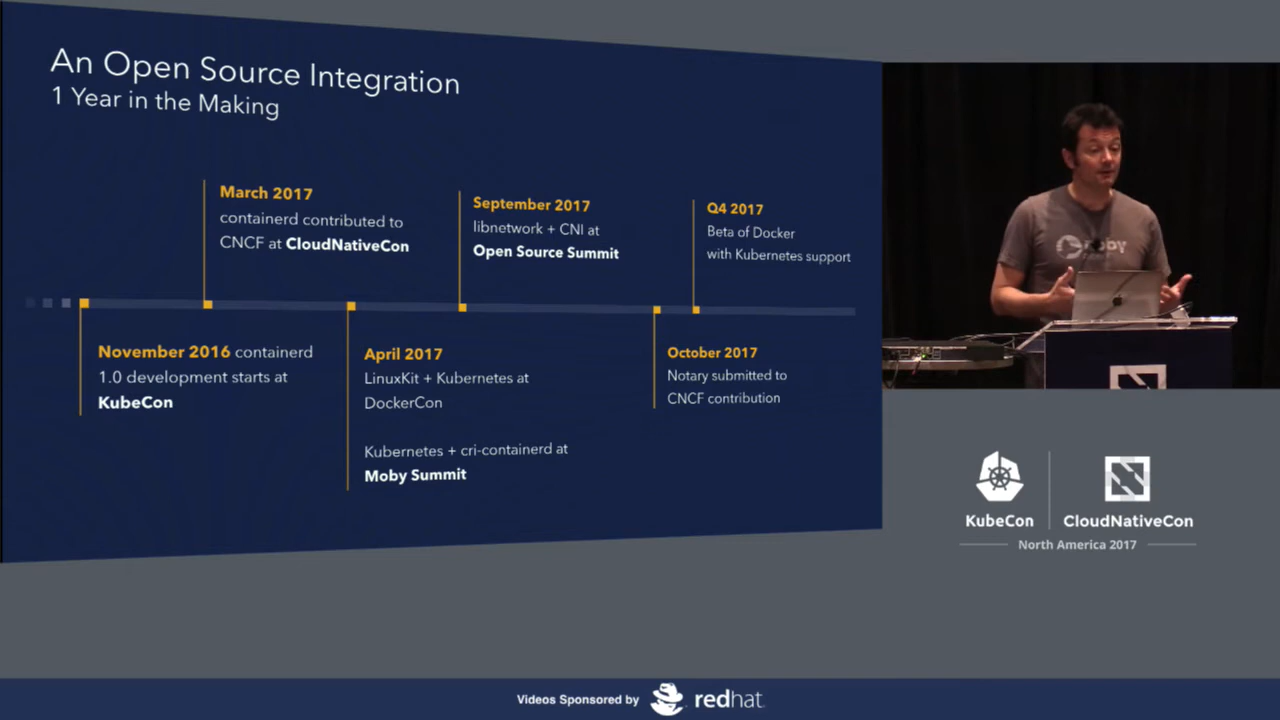 An Open Source Integration
1 Year in the Making
March 2017
containerd contributed to
CNCF at CloudNativeCon
September 2017
libnetwork + CNI at
Open Source Summit
Q4 2017
Beta of Docker
with Kubernetes support
November 2016 containerd
1.0 development starts at
KubeCon
April 2017
LinuxKit + Kubernetes at
DockerCon
Kubernetes + cri-containerd at
Moby Summit
October 2017
Notary submitted to
CNCF contribution
moby
KubeCon
CloudNativeCon
North America 2017
Videos Sponsored by
redhat